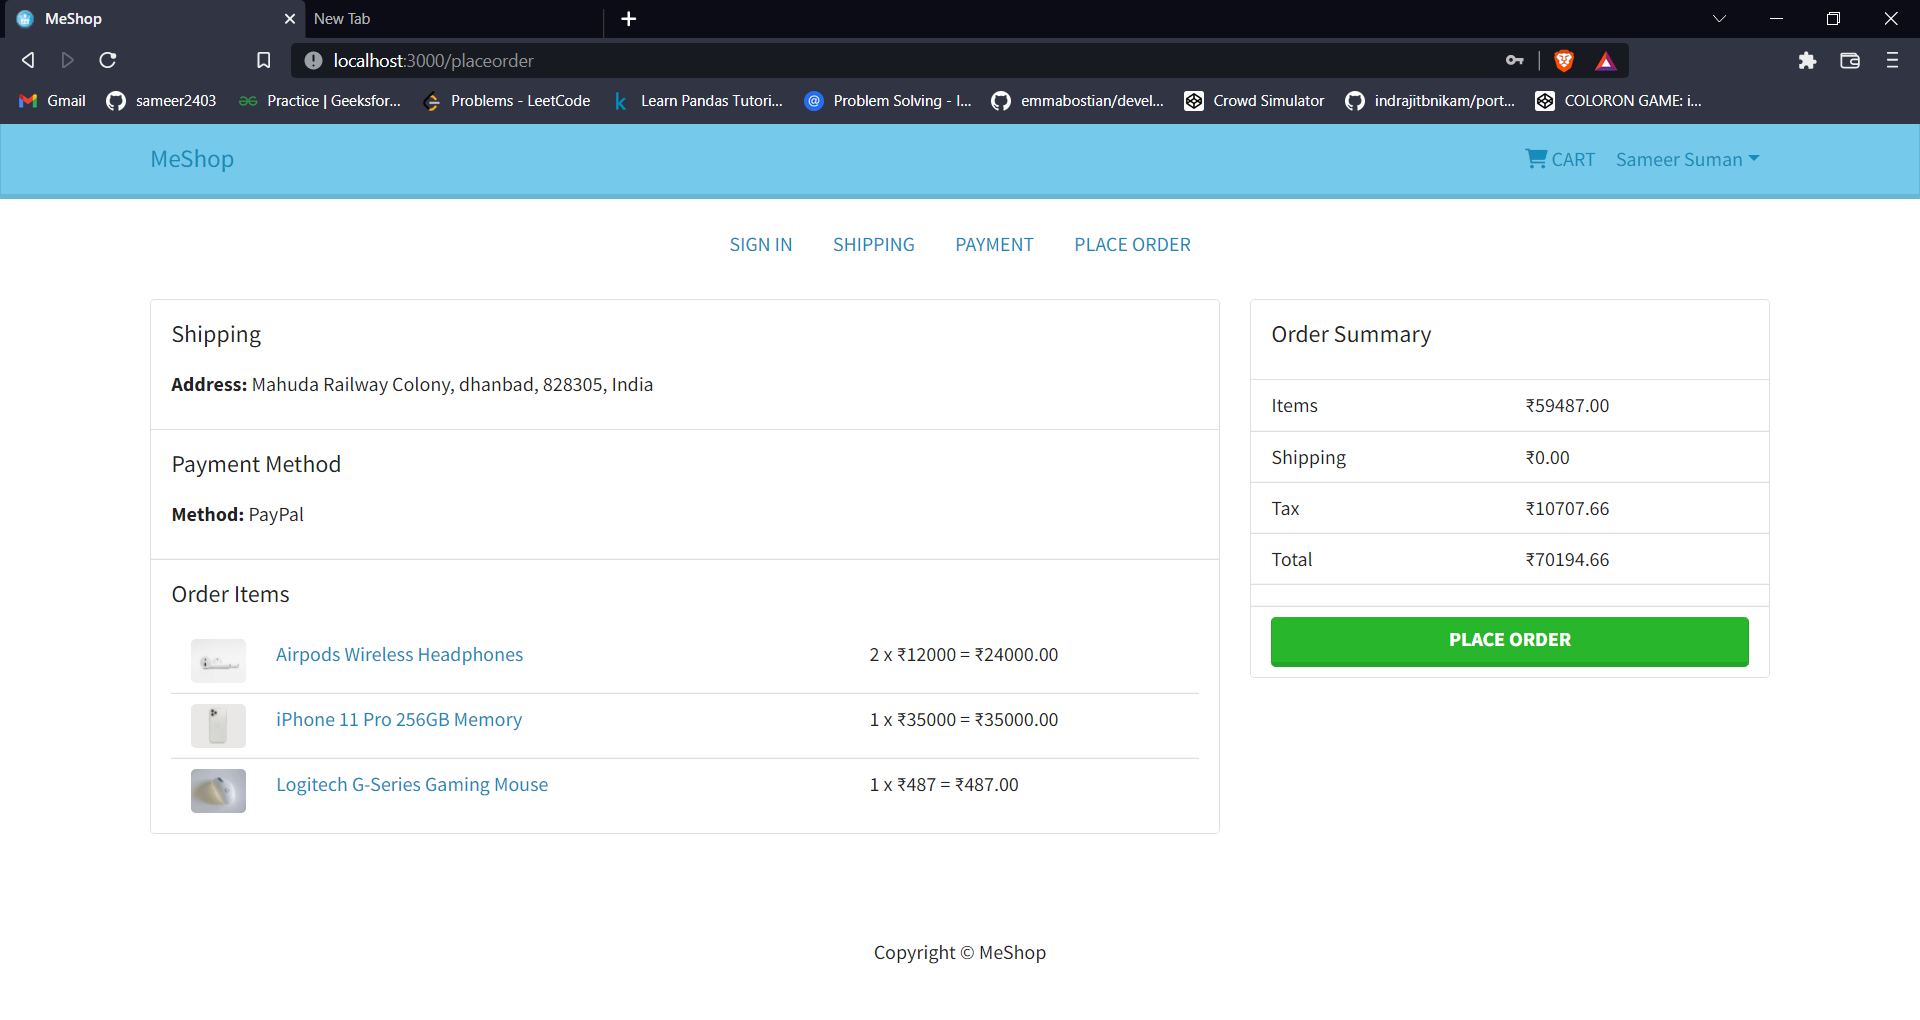 MeShop
New Tab
localhost:3000/placeorder
Gmail
sameer2403
Practice | Geeksfor...
Problems - LeetCode
Learn Pandas Tutori...
Problem Solving - I...
emmabostian/devel...
Crowd Simulator
indrajitbnikam/port...
COLORON GAME: i...
MeShop
CART
Sameer Suman
SIGN IN
SHIPPING
PAYMENT
PLACE ORDER
Shipping
Address: Mahuda Railway Colony, dhanbad, 828305, India
Payment Method
Method: PayPal
Order Items
Airpods Wireless Headphones
2 x ₹12000 = ₹24000.00
iPhone 11 Pro 256GB Memory
1 x ₹35000 = ₹35000.00
Logitech G-Series Gaming Mouse
1 x ₹487 = ₹487.00
Order Summary
Items ₹59487.00
Shipping ₹0.00
Tax ₹10707.66
Total ₹70194.66
PLACE ORDER
Copyright © MeShop